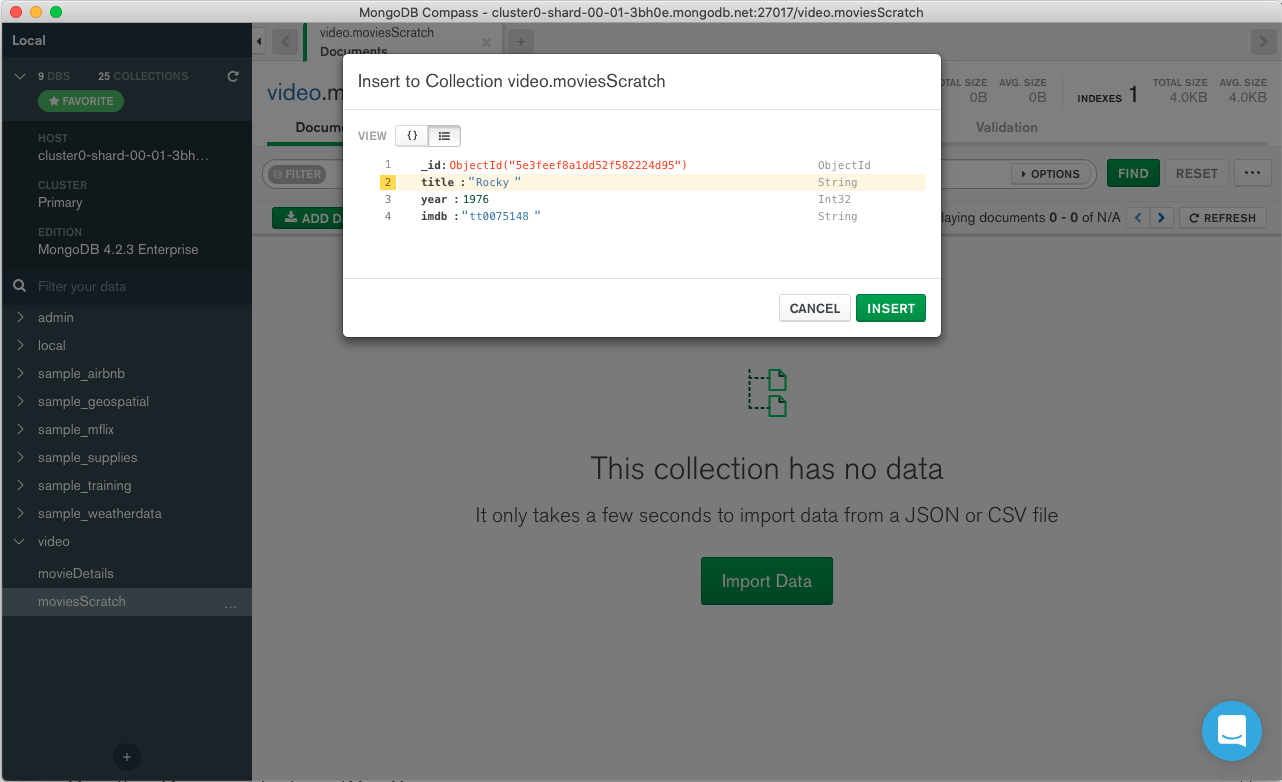 MongoDB Compass - cluster0-shard-00-01-3bh0e.mongodb.net:27017/video.moviesScratch
Local
9 DBS 25 COLLECTIONS
FAVORITE
HOST
cluster0-shard-00-01-3bh...
CLUSTER
Primary
EDITION
MongoDB 4.2.3 Enterprise
Filter your data
admin
local
sample_airbnb
sample_geospatial
sample_mflix
sample_supplies
sample_training
sample_weatherdata
video
movieDetails
moviesScratch ...
+
video.moviesScratch
Documents
+
video.m
TAL SIZE AVG. SIZE
0B 0B
INDEXES 1
TOTAL SIZE AVG. SIZE
4.0KB 4.0KB
Docum
Validation
FILTER
OPTIONS
FIND
RESET
...
ADD D
laying documents 0 - 0 of N/A
REFRESH
Insert to Collection video.moviesScratch
VIEW {}
1 _id:ObjectId("5e3feef8a1dd52f582224d95") ObjectId
2 title :"Rocky " String
3 year :1976 Int32
4 imdb :"tt0075148 " String
CANCEL INSERT
This collection has no data
It only takes a few seconds to import data from a JSON or CSV file
Import Data